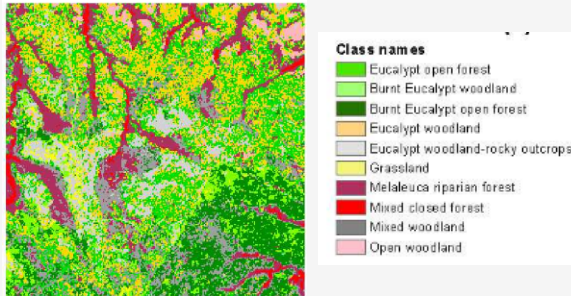 Class names
Eucalypt open forest
Burnt Eucalypt woodland
Burnt Eucalypt open forest
Eucalypt woodland
Eucalypt woodland-rocky outcrops
Grassland
Melaleuca riparian forest
Mixed closed forest
Mixed woodland
Open woodland